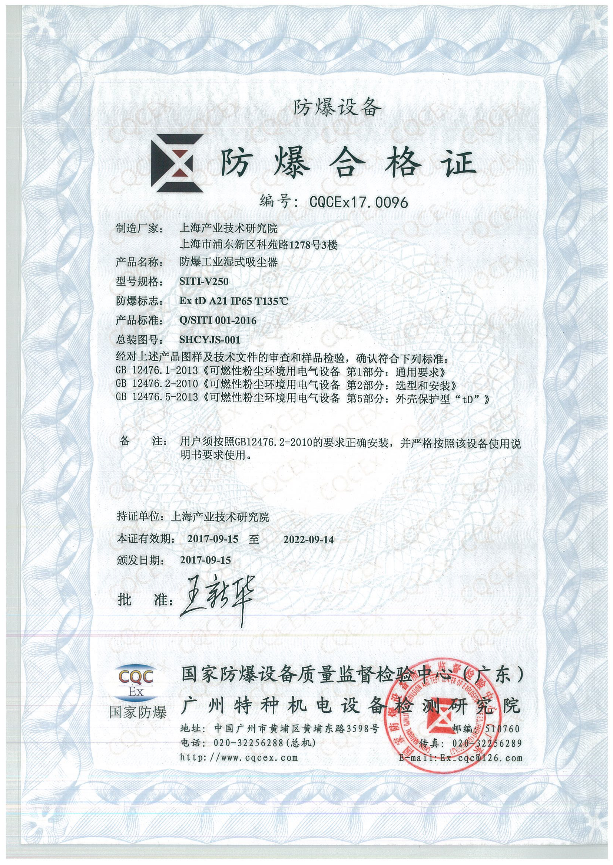 防爆设备
防爆合格证
编号: CQCEx17.0096
制造厂家: 上海产业技术研究院
上海市浦东新区科苑路1278号3楼
产品名称: 防爆工业湿式吸尘器
型号规格: SITI-V250
防爆标志: Ex tD A21 IP65 T135℃
产品标准: Q/SITI 001-2016
总装图号: SHCYJS-001
经对上述产品图样及技术文件的审查和样品检验，确认符合下列标准:
GB 12476.1-2013《可燃性粉尘环境用电气设备 第1部分: 通用要求》
GB 12476.2-2010《可燃性粉尘环境用电气设备 第2部分: 选型和安装》
GB 12476.5-2013《可燃性粉尘环境用电气设备 第5部分: 外壳保护型“tD”》
备 注: 用户须按照GB12476.2-2010的要求正确安装，并严格按照该设备使用说
明书要求使用。
持证单位: 上海产业技术研究院
本证有效期: 2017-09-15 至 2022-09-14
颁发日期: 2017-09-15
批 准: 王新华
CQC
Ex
国家防爆
国家防爆设备质量监督检验中心(广东)
广州特种机电设备检测研究院
地址: 中国广州市黄埔区黄埔东路3598号 邮编: 510760
电话: 020-32256288(总机) 传真: 020-32256289
http://www.cqcex.com E-mail:Ex.cqc@126.com